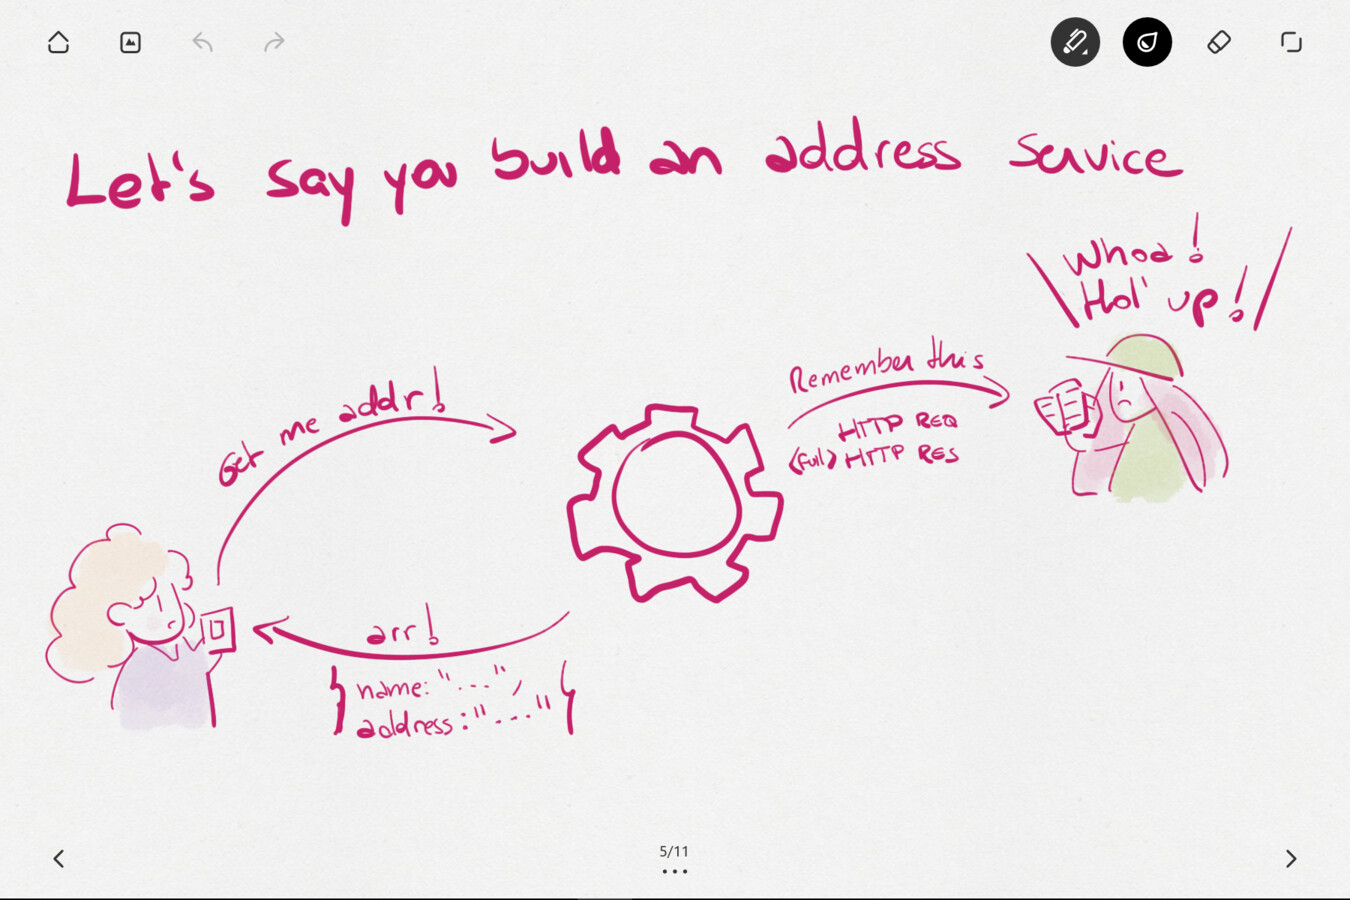 Let's say you build an address service
Whoa!
Hol' up!
Get me addr!
Remember this
HTTP REQ
(full) HTTP RES
arr!
{ name: "...",
address: "..." }
5/11